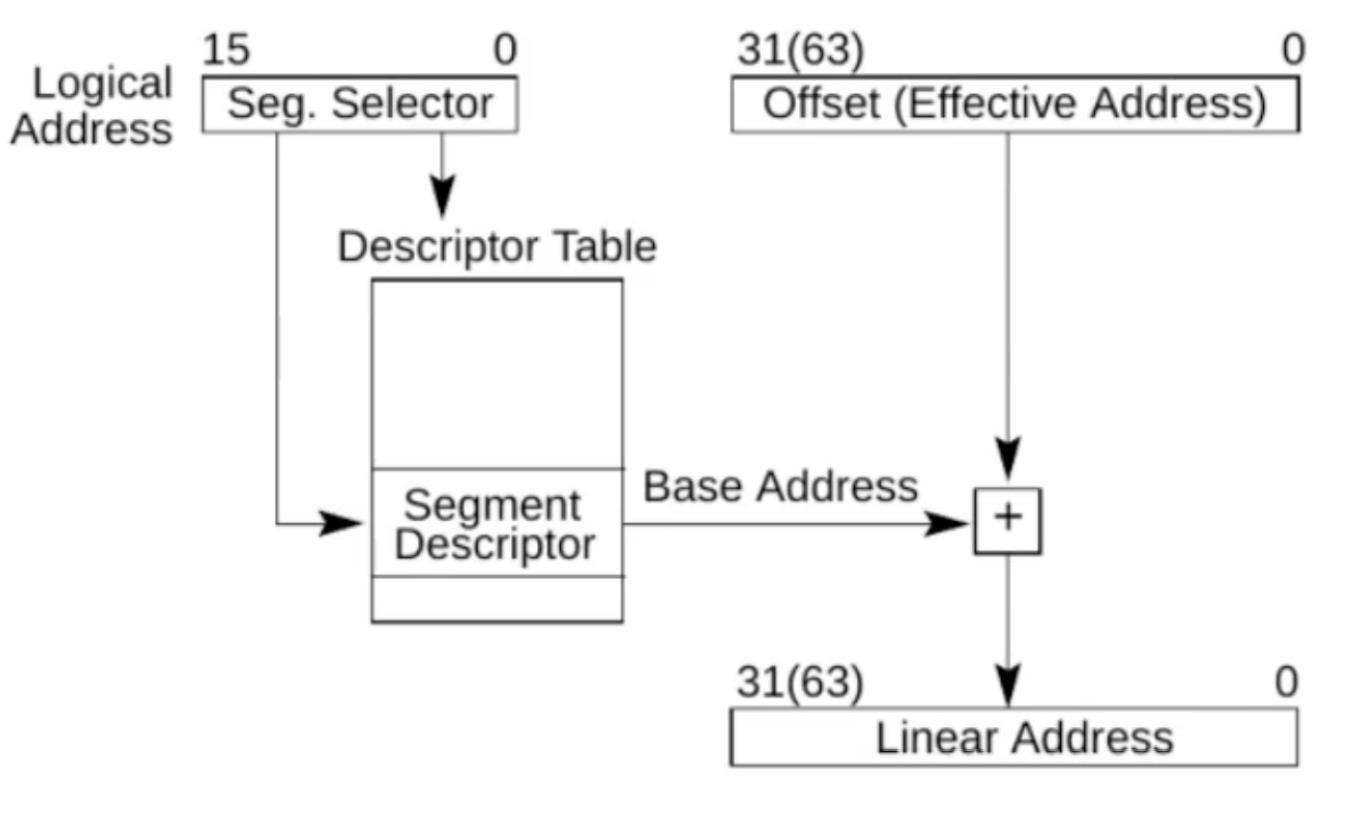 15 0 31(63) 0
Logical
Address
Seg. Selector
Offset (Effective Address)
Descriptor Table
Base Address
+
Segment
Descriptor
31(63) 0
Linear Address